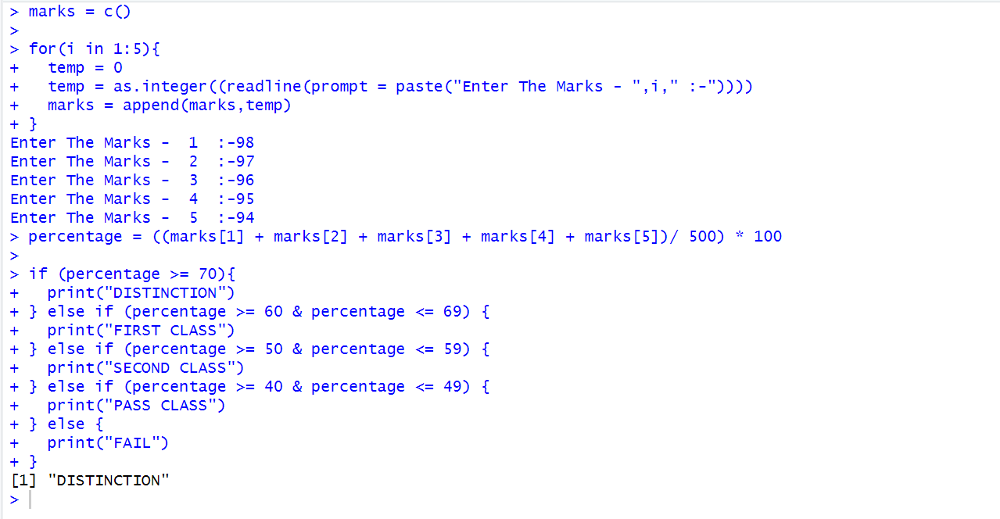 > marks = c()
>
> for(i in 1:5){
+   temp = 0
+   temp = as.integer((readline(prompt = paste("Enter The Marks - ",i," :-"))))
+   marks = append(marks,temp)
+ }
Enter The Marks -  1  :-98
Enter The Marks -  2  :-97
Enter The Marks -  3  :-96
Enter The Marks -  4  :-95
Enter The Marks -  5  :-94
> percentage = ((marks[1] + marks[2] + marks[3] + marks[4] + marks[5])/ 500) * 100
>
> if (percentage >= 70){
+   print("DISTINCTION")
+ } else if (percentage >= 60 & percentage <= 69) {
+   print("FIRST CLASS")
+ } else if (percentage >= 50 & percentage <= 59) {
+   print("SECOND CLASS")
+ } else if (percentage >= 40 & percentage <= 49) {
+   print("PASS CLASS")
+ } else {
+   print("FAIL")
+ }
[1] "DISTINCTION"
>